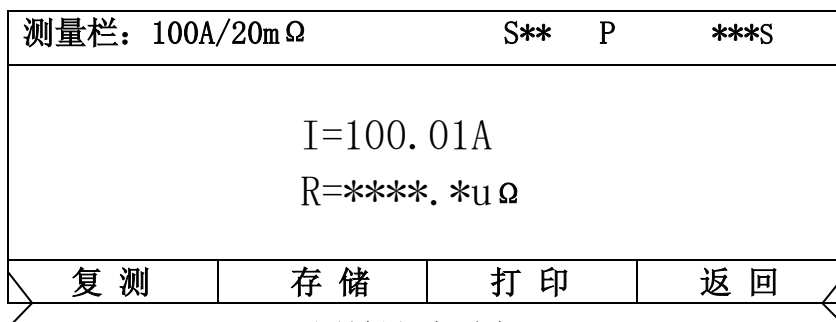 测量栏：100A/20mΩ S** P ***S
I=100.01A
R=****.*uΩ
复 测 存 储 打 印 返 回